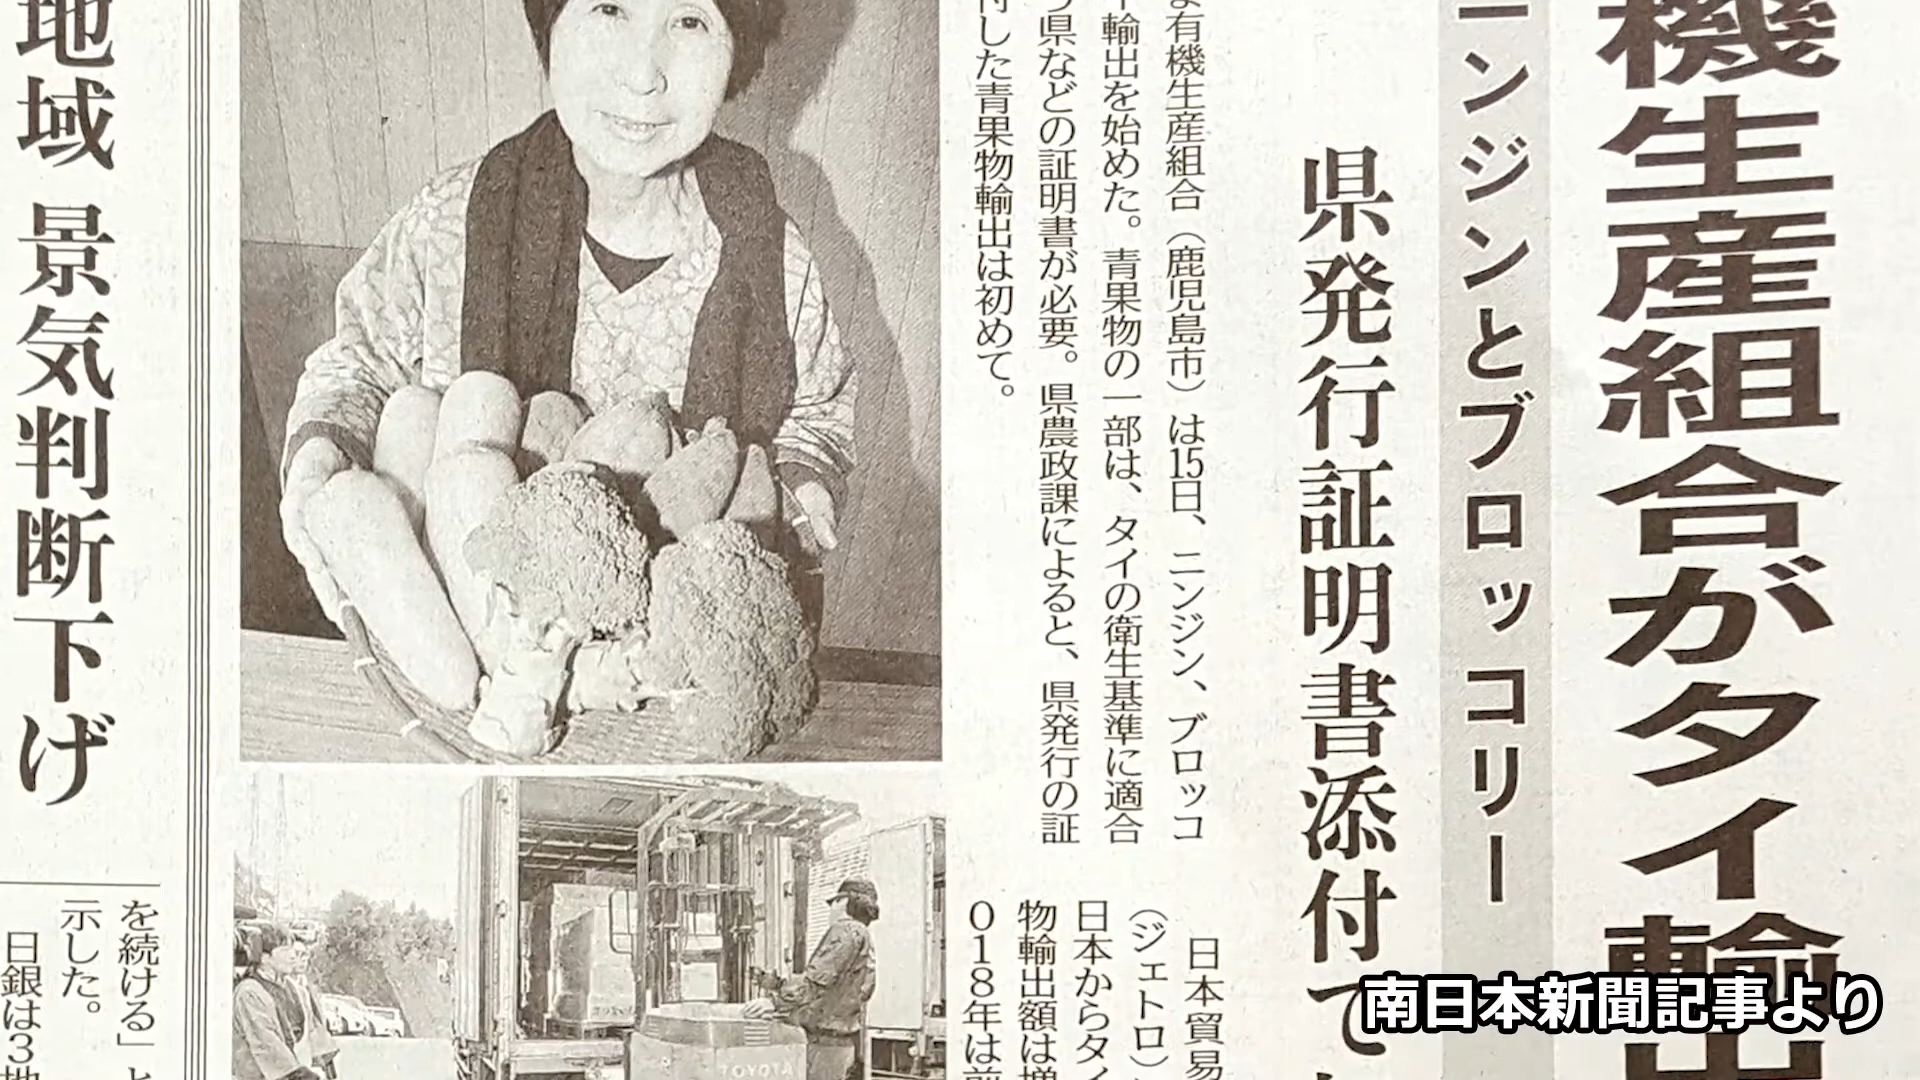 機生産組合がタイ輸出
ンジンとブロッコリー
県発行証明書添付で
有機生産組合（鹿児島市）は15日、ニンジン、ブロッコ
輸出を始めた。青果物の一部は、タイの衛生基準に適合
県などの証明書が必要。県農政課によると、県発行の証
した青果物輸出は初めて。
日本貿易
（ジェトロ）
日本からタイ
物輸出額は増
018年は前
TOYOTA
地域 景気判断下げ
を続ける」と
示した。
日銀は3地
南日本新聞記事より